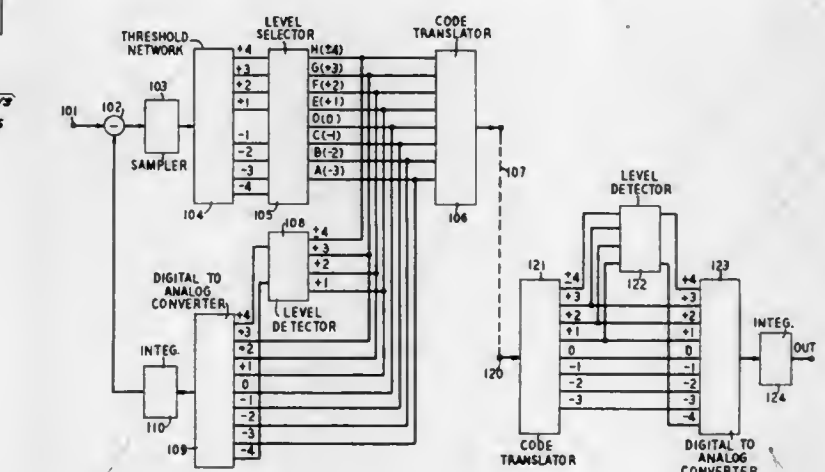 LEVEL
SELECTOR
CODE
TRANSLATOR
THRESHOLD
NETWORK
+4
+3
+2
+1
-1
-2
-3
-4
H(±4)
G(+3)
F(+2)
E(+1)
D(0)
C(-1)
B(-2)
A(-3)
101
102
103
SAMPLER
104
105
106
107
108
±4
+3
+2
+1
LEVEL
DETECTOR
DIGITAL TO
ANALOG
CONVERTER
+4
+3
+2
+1
0
-1
-2
-3
-4
INTEG.
110
109
LEVEL
DETECTOR
122
121
±4
+3
+2
+1
0
-1
-2
-3
120
CODE
TRANSLATOR
123
+4
+3
+2
+1
0
-1
-2
-3
-4
INTEG.
OUT
124
DIGITAL TO
ANALOG
CONVERTER